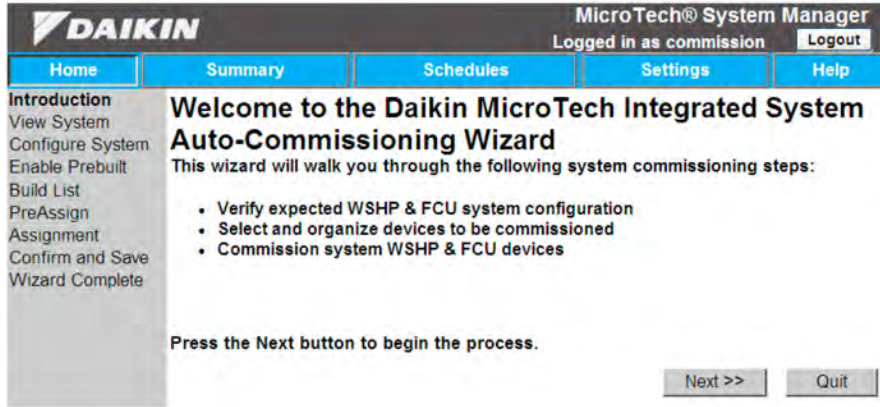 DAIKIN
MicroTech® System Manager
Logged in as commission
Logout
Home
Summary
Schedules
Settings
Help
Introduction
View System
Configure System
Enable Prebuilt
Build List
PreAssign
Assignment
Confirm and Save
Wizard Complete
Welcome to the Daikin MicroTech Integrated System
Auto-Commissioning Wizard
This wizard will walk you through the following system commissioning steps:
• Verify expected WSHP & FCU system configuration
• Select and organize devices to be commissioned
• Commission system WSHP & FCU devices
Press the Next button to begin the process.
Next >>
Quit